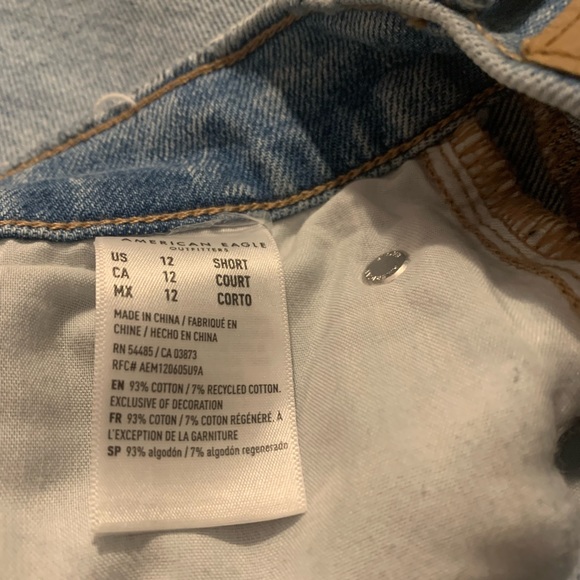 AMERICAN EAGLE
OUTFITTERS
US 12 SHORT
CA 12 COURT
MX 12 CORTO
MADE IN CHINA / FABRIQUÉ EN
CHINE / HECHO EN CHINA
RN 54485 / CA 03873
RFC# AEM120605U9A
EN 93% COTTON / 7% RECYCLED COTTON.
EXCLUSIVE OF DECORATION
FR 93% COTON / 7% COTON RÉGÉNÉRÉ. À
L'EXCEPTION DE LA GARNITURE
SP 93% algodón / 7% algodon regenerado